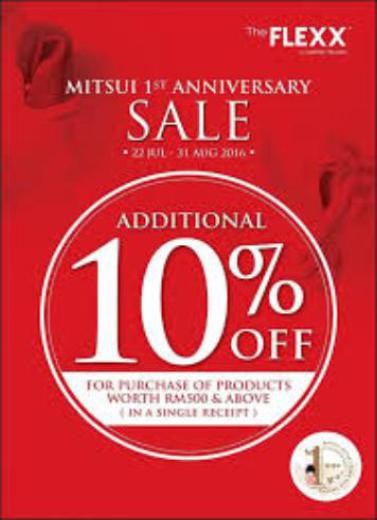 The FLEXX
MITSUI 1ST ANNIVERSARY
SALE
• 22 JUL - 31 AUG 2016 •
ADDITIONAL
10%
OFF
FOR PURCHASE OF PRODUCTS
WORTH RM500 & ABOVE
( IN A SINGLE RECEIPT )